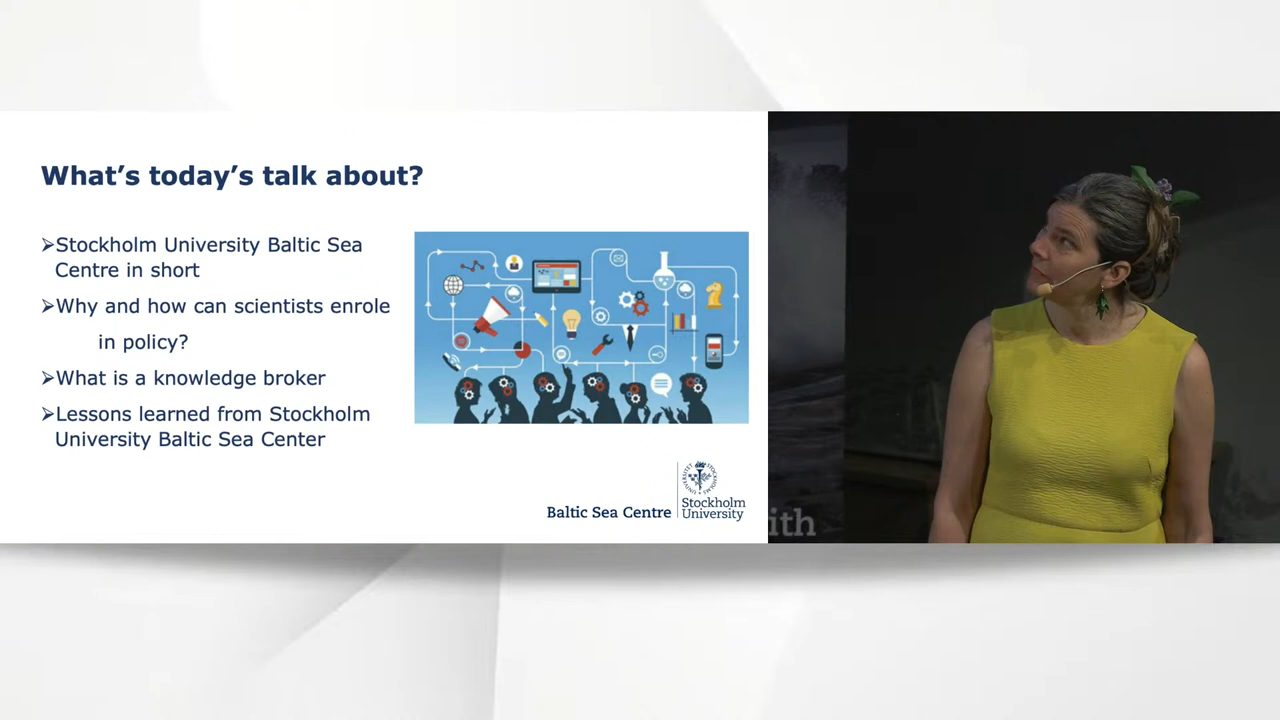 What's today's talk about?
➢Stockholm University Baltic Sea
Centre in short
➢Why and how can scientists enrole
in policy?
➢What is a knowledge broker
➢Lessons learned from Stockholm
University Baltic Sea Center
Baltic Sea Centre
Stockholm
University
ith